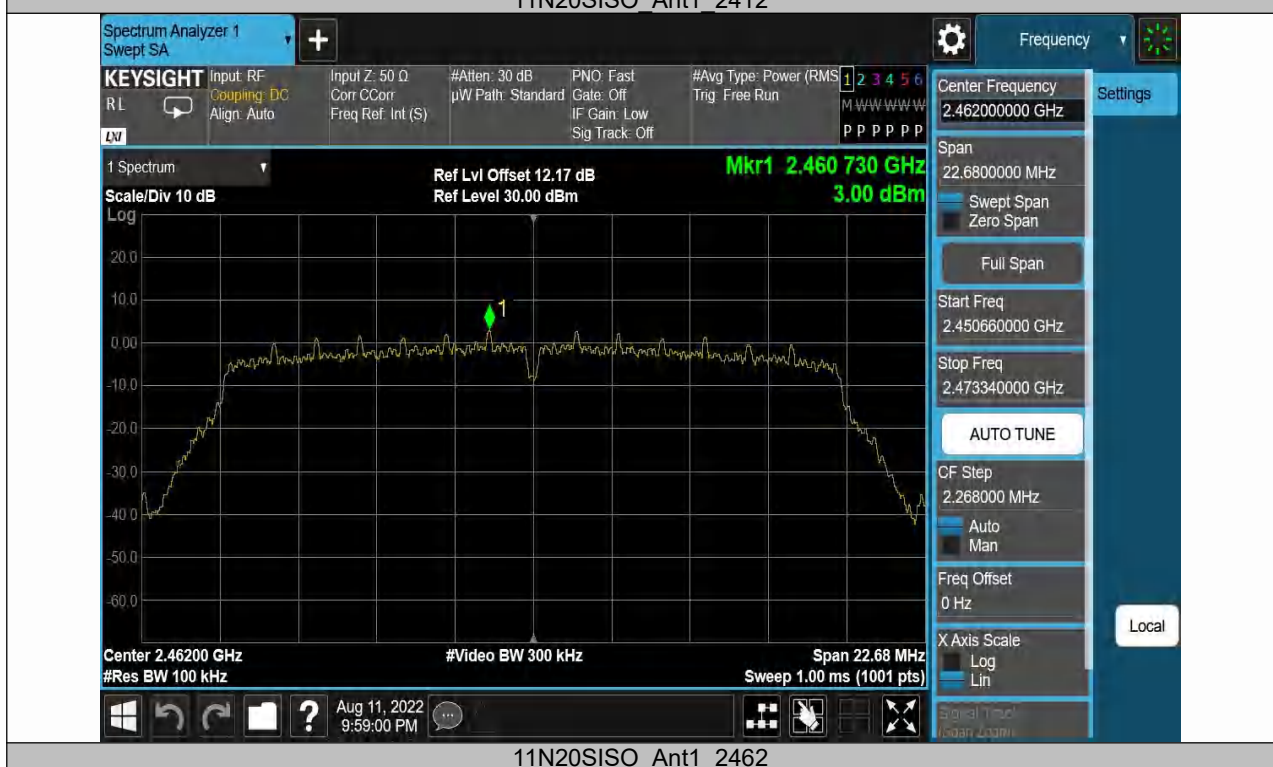 11N20SISO_Ant1_2412
Spectrum Analyzer 1
Swept SA
+
Frequency
KEYSIGHT
RL
LXI
Input: RF
Coupling: DC
Align: Auto
Input Z: 50 Ω
Corr CCorr
Freq Ref: Int (S)
#Atten: 30 dB
µW Path: Standard
PNO: Fast
Gate: Off
IF Gain: Low
Sig Track: Off
#Avg Type: Power (RMS
Trig: Free Run
1 2 3 4 5 6
M W W W W W
P P P P P P
1 Spectrum
Scale/Div 10 dB
Log
Ref Lvl Offset 12.17 dB
Ref Level 30.00 dBm
Mkr1 2.460 730 GHz
3.00 dBm
1
20.0
10.0
0.00
-10.0
-20.0
-30.0
-40.0
-50.0
-60.0
Center 2.46200 GHz
#Res BW 100 kHz
#Video BW 300 kHz
Span 22.68 MHz
Sweep 1.00 ms (1001 pts)
Center Frequency
2.462000000 GHz
Settings
Span
22.6800000 MHz
Swept Span
Zero Span
Full Span
Start Freq
2.450660000 GHz
Stop Freq
2.473340000 GHz
AUTO TUNE
CF Step
2.268000 MHz
Auto
Man
Freq Offset
0 Hz
X Axis Scale
Log
Lin
Local
Signal Track
(Span Zoom)
?
Aug 11, 2022
9:59:00 PM
11N20SISO_Ant1_2462